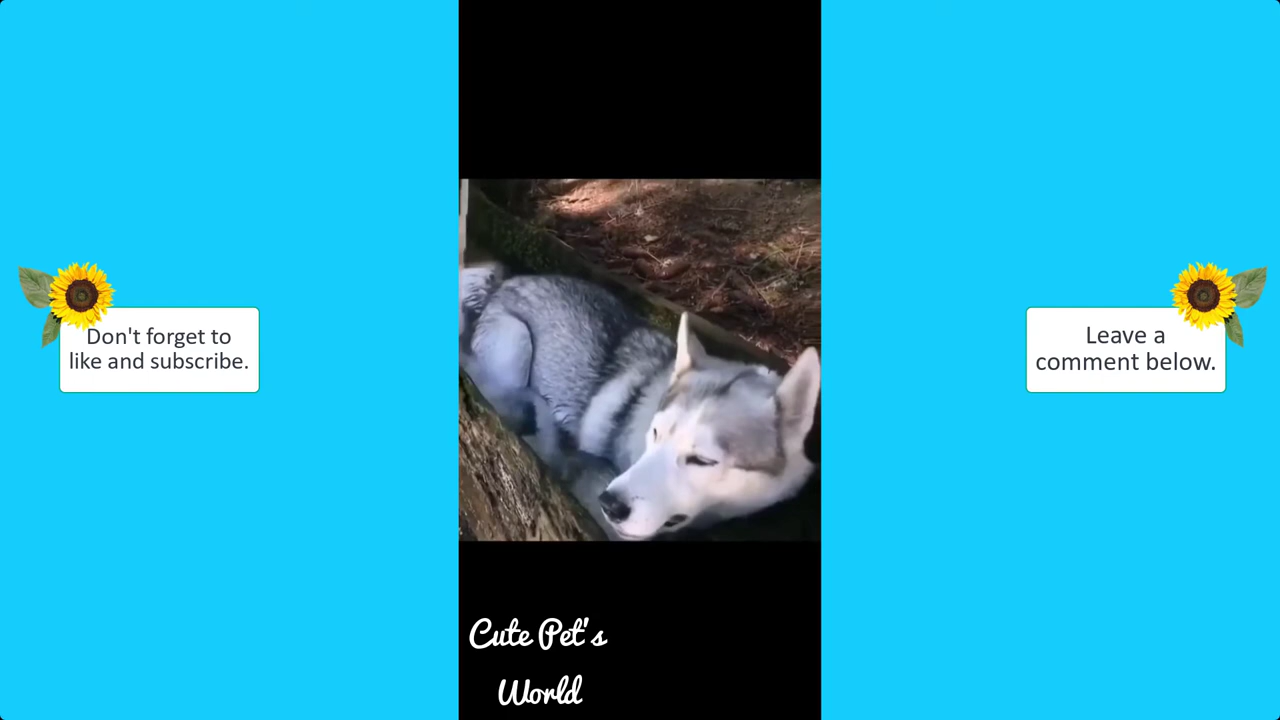 Don't forget to
like and subscribe.
Leave a
comment below.
Cute Pet's
World